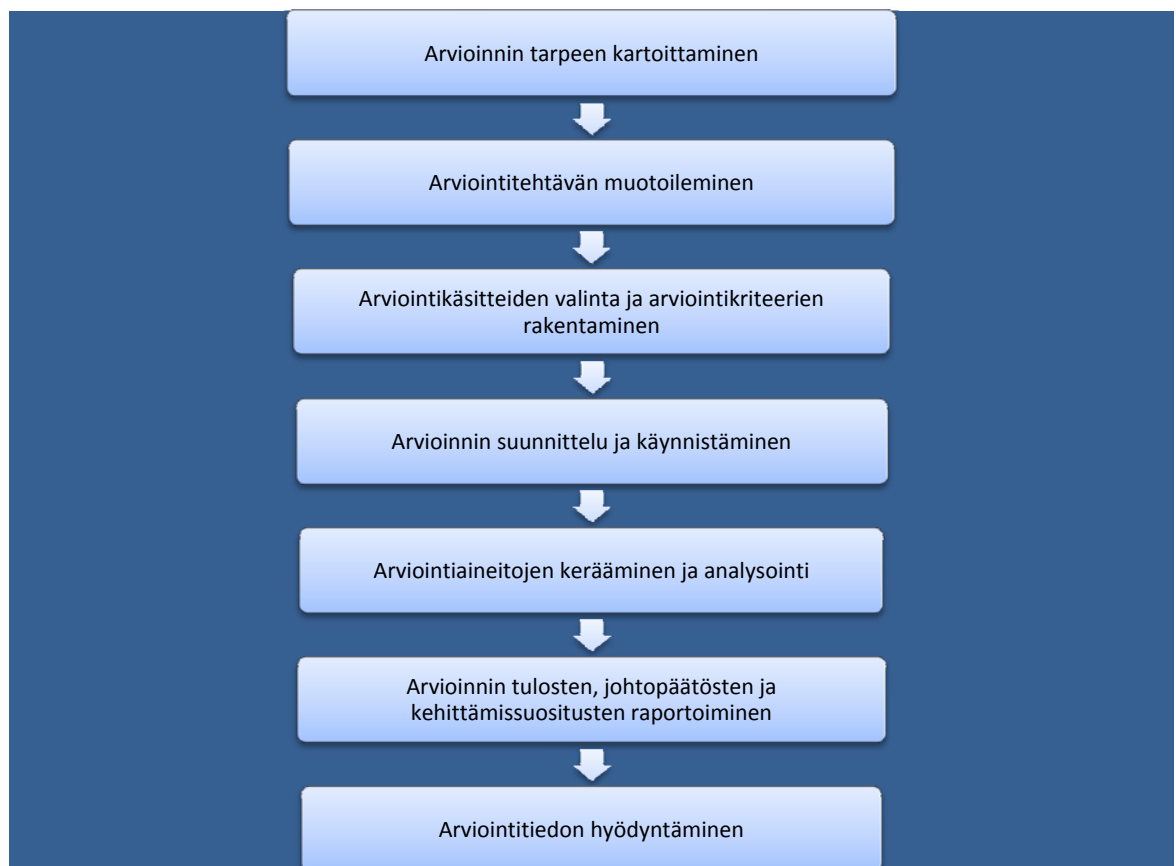 Arvioinnin tarpeen kartoittaminen
Arviointitehtävän muotoileminen
Arviointikäsitteiden valinta ja arviointikriteerien
rakentaminen
Arvioinnin suunnittelu ja käynnistäminen
Arviointiaineitojen kerääminen ja analysointi
Arvioinnin tulosten, johtopäätösten ja
kehittämissuositusten raportoiminen
Arviointitiedon hyödyntäminen